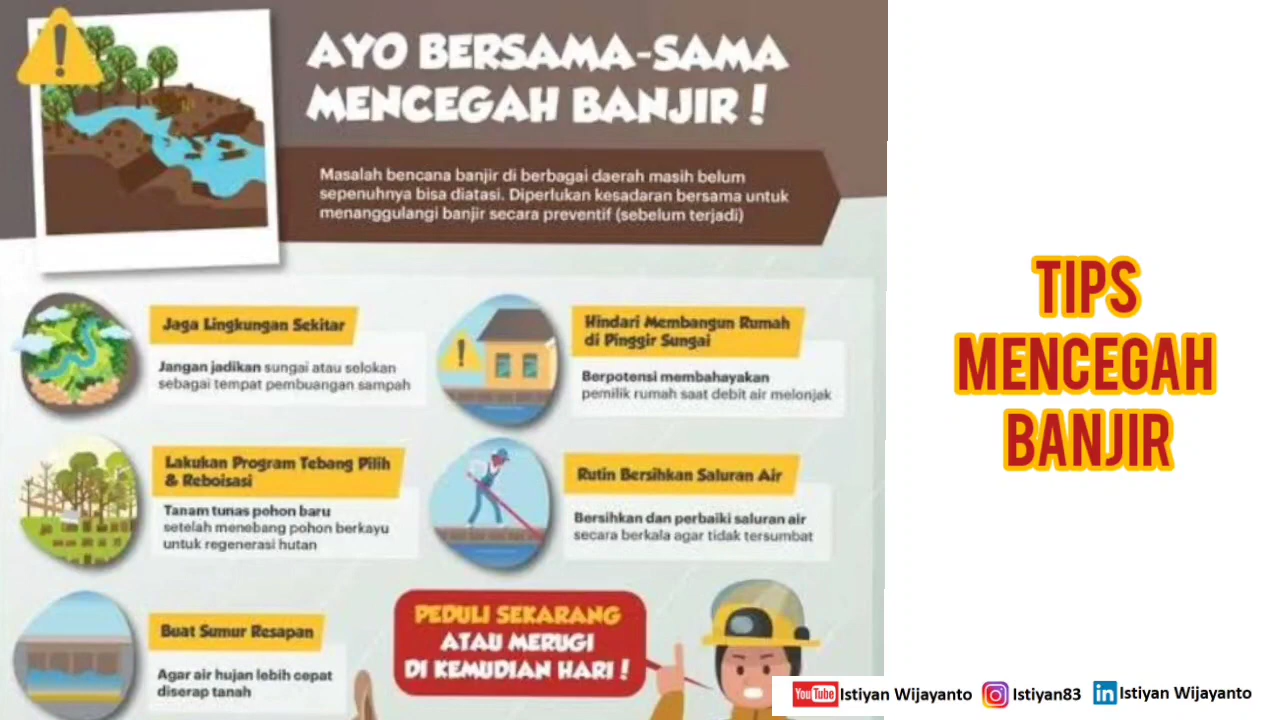 AYO BERSAMA-SAMA
MENCEGAH BANJIR!
Masalah bencana banjir di berbagai daerah masih belum
sepenuhnya bisa diatasi. Diperlukan kesadaran bersama untuk
menanggulangi banjir secara preventif (sebelum terjadi)
Jaga Lingkungan Sekitar
Jangan jadikan sungai atau selokan
sebagai tempat pembuangan sampah
Hindari Membangun Rumah
di Pinggir Sungai
Berpotensi membahayakan
pemilik rumah saat debit air melonjak
Lakukan Program Tebang Pilih
& Reboisasi
Tanam tunas pohon baru
setelah menebang pohon berkayu
untuk regenerasi hutan
Rutin Bersihkan Saluran Air
Bersihkan dan perbaiki saluran air
secara berkala agar tidak tersumbat
Buat Sumur Resapan
Agar air hujan lebih cepat
diserap tanah
PEDULI SEKARANG
ATAU MERUGI
DI KEMUDIAN HARI!
TIPS
MENCEGAH
BANJIR
YouTube Istiyan Wijayanto Istiyan83 in Istiyan Wijayanto